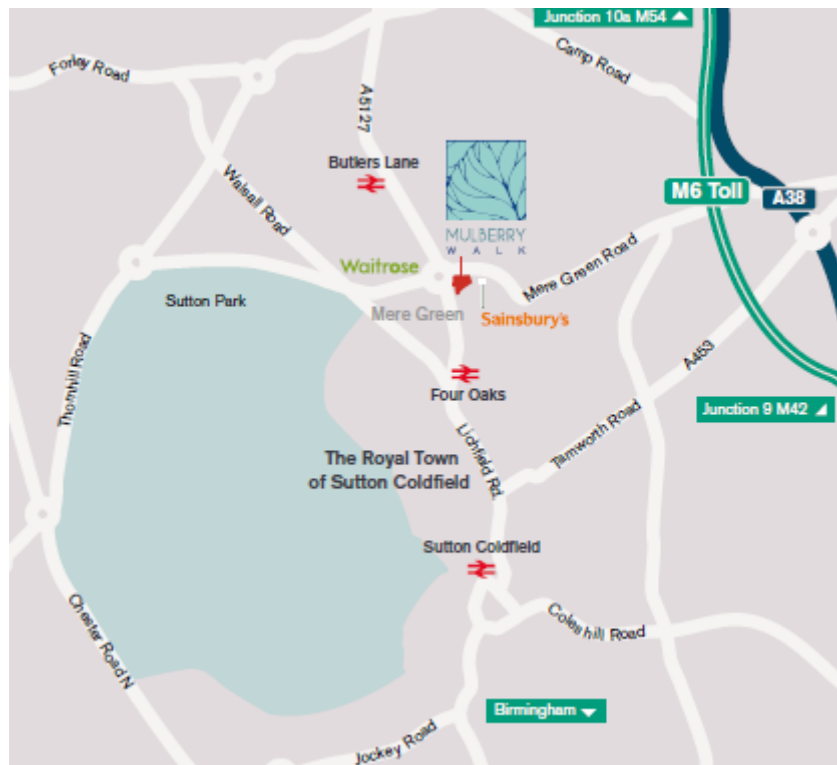 Junction 10a M54
Forley Road
Camp Road
A5127
Butlers Lane
Walsall Road
M6 Toll
A38
MULBERRY
WALK
Waitrose
Mere Green Road
Sutton Park
Mere Green
Sainsbury's
Thornhill Road
A453
Four Oaks
Junction 9 M42
Lichfield Rd.
Tamworth Road
The Royal Town
of Sutton Coldfield
Sutton Coldfield
Chester Road N
Coleshill Road
Birmingham
Jockey Road